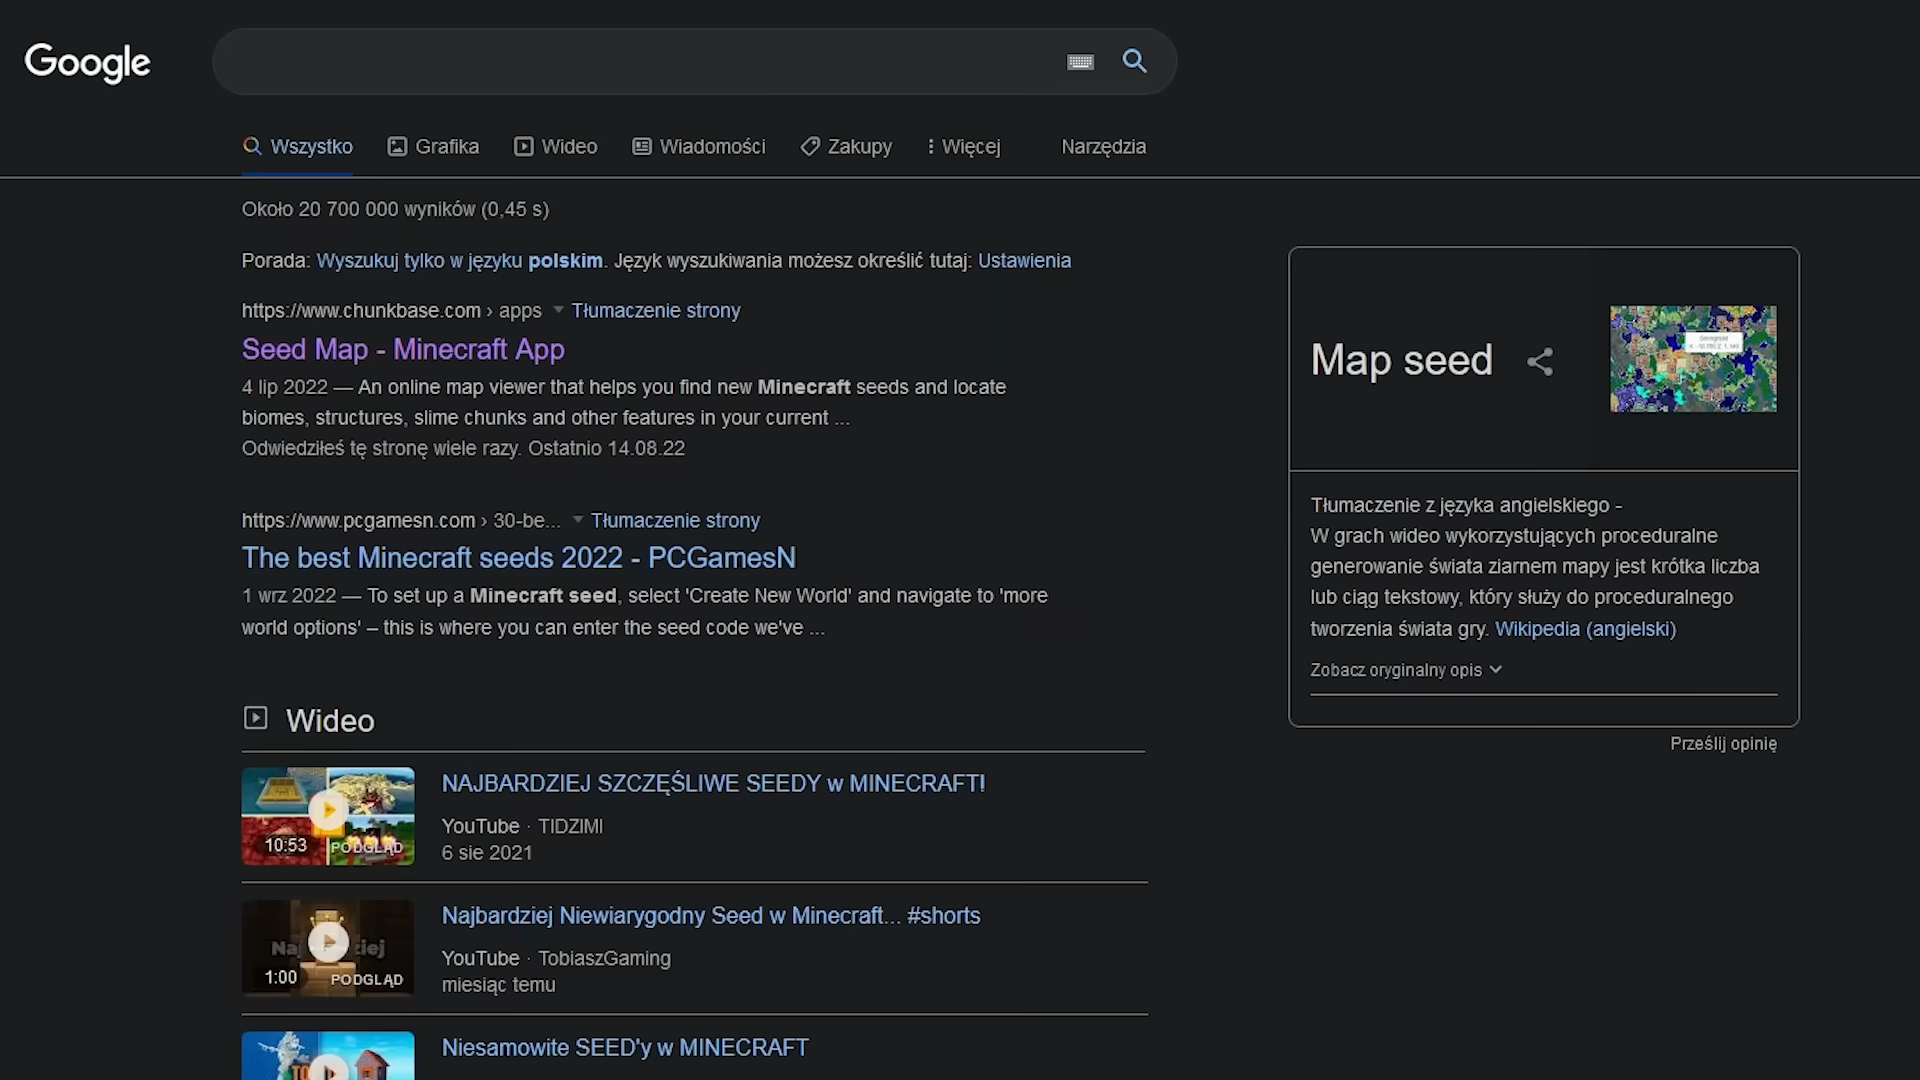 Google
Wszystko Grafika Wideo Wiadomości Zakupy Więcej Narzędzia
Około 20 700 000 wyników (0,45 s)
Porada: Wyszukuj tylko w języku polskim. Język wyszukiwania możesz określić tutaj: Ustawienia
https://www.chunkbase.com › apps Tłumaczenie strony
Seed Map - Minecraft App
4 lip 2022 — An online map viewer that helps you find new Minecraft seeds and locate
biomes, structures, slime chunks and other features in your current ...
Odwiedziłeś tę stronę wiele razy. Ostatnio 14.08.22
https://www.pcgamesn.com › 30-be... Tłumaczenie strony
The best Minecraft seeds 2022 - PCGamesN
1 wrz 2022 — To set up a Minecraft seed, select 'Create New World' and navigate to 'more
world options' – this is where you can enter the seed code we've ...
Wideo
10:53 PODGLĄD
NAJBARDZIEJ SZCZĘŚLIWE SEEDY w MINECRAFT!
YouTube · TIDZIMI
6 sie 2021
1:00 PODGLĄD
Najbardziej Niewiarygodny Seed w Minecraft... #shorts
YouTube · TobiaszGaming
miesiąc temu
Niesamowite SEED'y w MINECRAFT
Map seed
Tłumaczenie z języka angielskiego -
W grach wideo wykorzystujących proceduralne
generowanie świata ziarnem mapy jest krótka liczba
lub ciąg tekstowy, który służy do proceduralnego
tworzenia świata gry. Wikipedia (angielski)
Zobacz oryginalny opis
Prześlij opinię